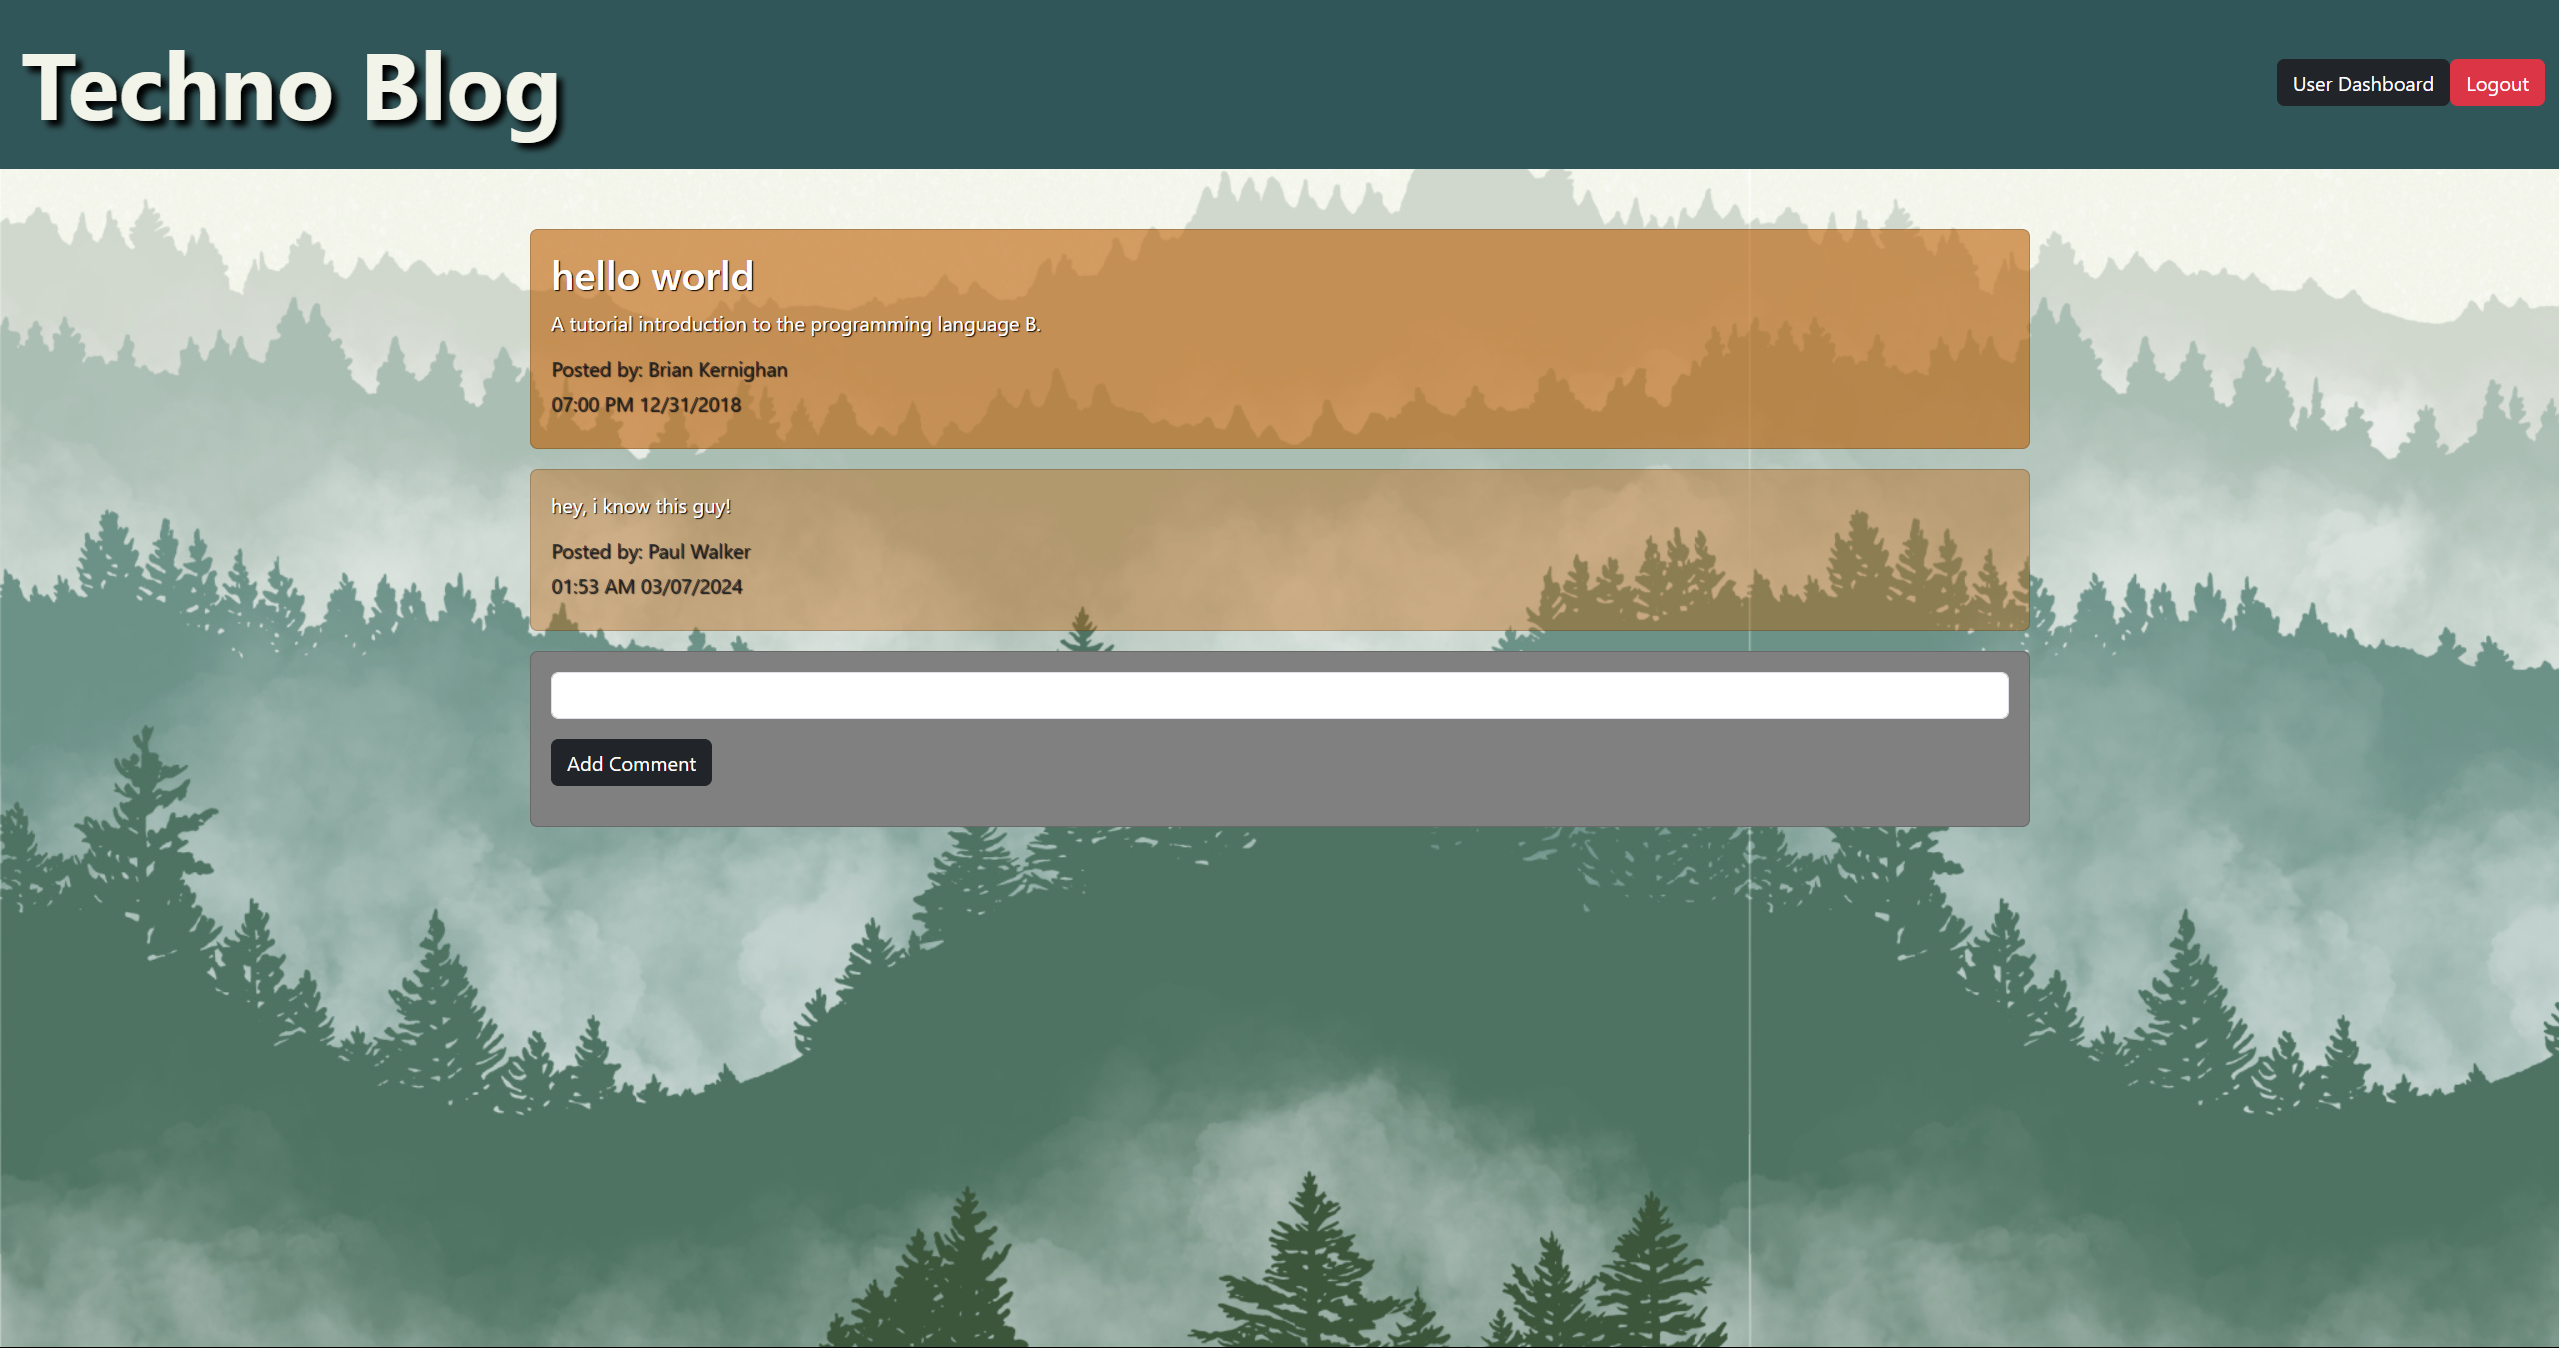 Techno Blog
User Dashboard
Logout
hello world
A tutorial introduction to the programming language B.
Posted by: Brian Kernighan
07:00 PM 12/31/2018
hey, i know this guy!
Posted by: Paul Walker
01:53 AM 03/07/2024
Add Comment